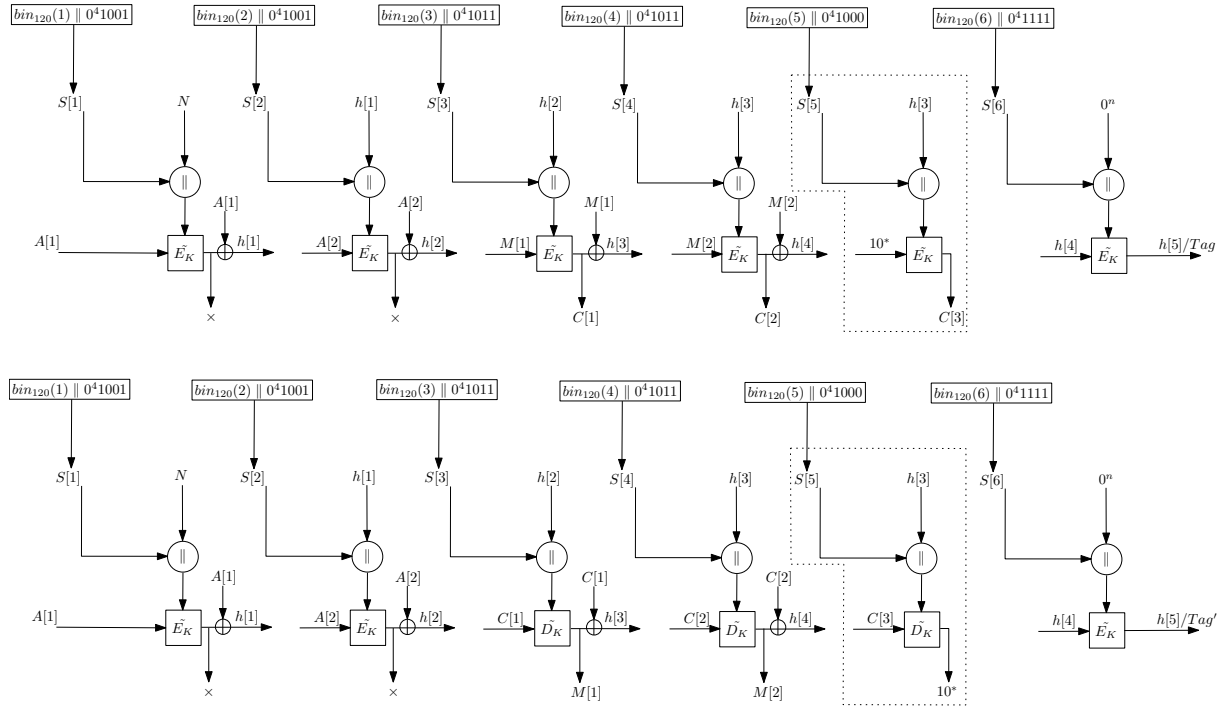 bin₁₂₀(1) ∥ 0⁴1001 bin₁₂₀(2) ∥ 0⁴1001 bin₁₂₀(3) ∥ 0⁴1011 bin₁₂₀(4) ∥ 0⁴1011 bin₁₂₀(5) ∥ 0⁴1000 bin₁₂₀(6) ∥ 0⁴1111
S[1] N S[2] h[1] S[3] h[2] S[4] h[3] S[5] h[3] S[6] 0ⁿ
∥ ∥ ∥ ∥ ∥ ∥
A[1] A[2] M[1] M[2]
A[1] Ẽ_K h[1] A[2] Ẽ_K h[2] M[1] Ẽ_K h[3] M[2] Ẽ_K h[4] 10* Ẽ_K h[4] Ẽ_K h[5]/Tag
× × C[1] C[2] C[3]
bin₁₂₀(1) ∥ 0⁴1001 bin₁₂₀(2) ∥ 0⁴1001 bin₁₂₀(3) ∥ 0⁴1011 bin₁₂₀(4) ∥ 0⁴1011 bin₁₂₀(5) ∥ 0⁴1000 bin₁₂₀(6) ∥ 0⁴1111
S[1] N S[2] h[1] S[3] h[2] S[4] h[3] S[5] h[3] S[6] 0ⁿ
∥ ∥ ∥ ∥ ∥ ∥
A[1] A[2] C[1] C[2]
A[1] Ẽ_K h[1] A[2] Ẽ_K h[2] C[1] D̃_K h[3] C[2] D̃_K h[4] C[3] D̃_K h[4] Ẽ_K h[5]/Tag′
× × M[1] M[2] 10*